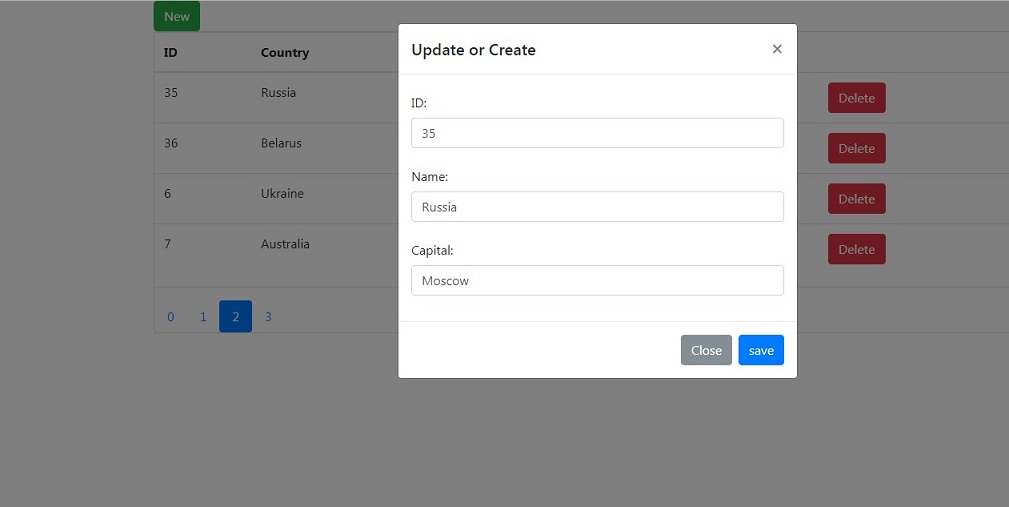 New
ID Country
35 Russia Delete
36 Belarus Delete
6 Ukraine Delete
7 Australia Delete
0 1 2 3
Update or Create ×
ID:
35
Name:
Russia
Capital:
Moscow
Close save